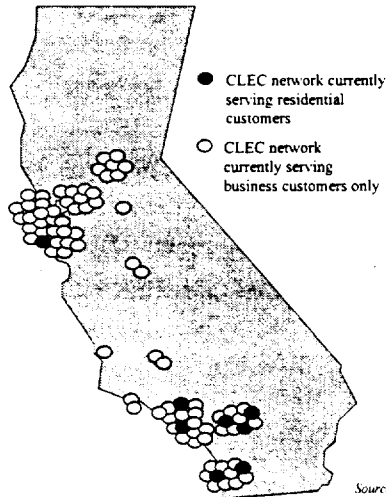 CLEC network currently
serving residential
customers
CLEC network
currently serving
business customers only
Sourc